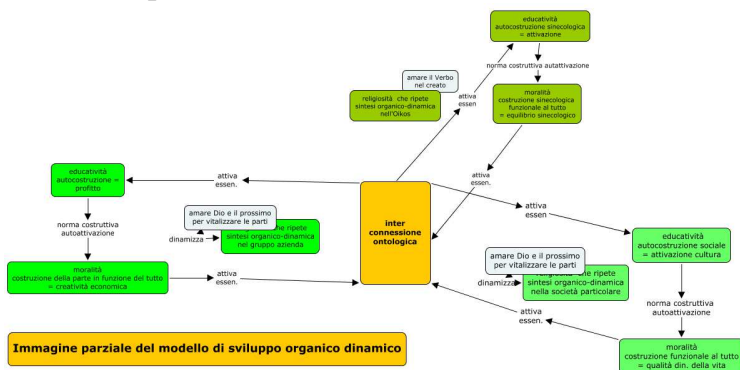 educatività
autocostruzione sinecologica
= attivazione
norma costruttiva autattivazione
amare il Verbo
nel creato
attiva
essen
religiosità che ripete
sintesi organico-dinamica
nell'Oikos
moralità
costruzione sinecologica
funzionale al tutto
= equilibrio sinecologico
educatività
autocostruzione =
profitto
attiva
essen.
attiva
essen.
inter
connessione
ontologica
attiva
essen
norma costruttiva
autoattivazione
amare Dio e il prossimo
per vitalizzare le parti
dinamizza
che ripete
sintesi organico-dinamica
nel gruppo azienda
educatività
autocostruzione sociale
= attivazione cultura
amare Dio e il prossimo
per vitalizzare le parti
dinamizza
che ripete
sintesi organico-dinamica
nella società particolare
moralità
costruzione della parte in funzione del tutto
= creatività economica
attiva
essen.
norma costruttiva
autoattivazione
attiva
essen.
Immagine parziale del modello di sviluppo organico dinamico
moralità
costruzione funzionale al tutto
= qualità din. della vita